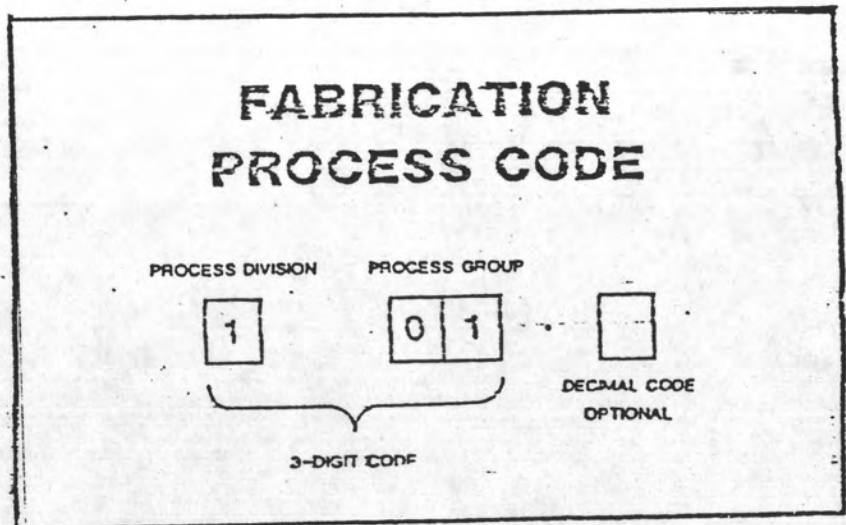 FABRICATION
PROCESS CODE
PROCESS DIVISION PROCESS GROUP
1 0 1 .
DECIMAL CODE
OPTIONAL
3-DIGIT CODE